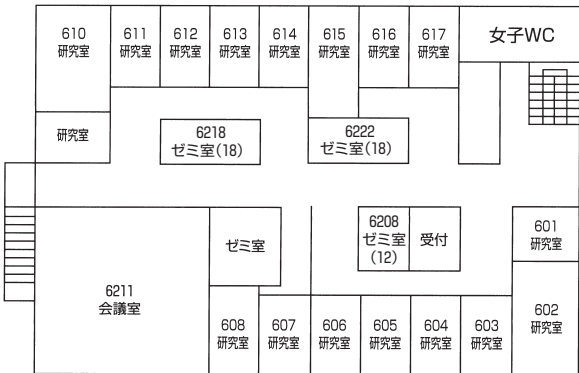 610
研究室
611
研究室
612
研究室
613
研究室
614
研究室
615
研究室
616
研究室
617
研究室
女子WC
研究室
6218
ゼミ室(18)
6222
ゼミ室(18)
6211
会議室
ゼミ室
6208
ゼミ室
(12)
受付
601
研究室
602
研究室
608
研究室
607
研究室
606
研究室
605
研究室
604
研究室
603
研究室